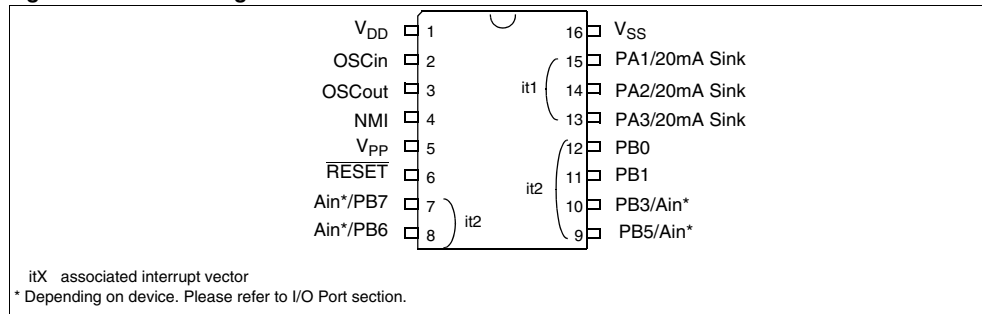 VDD 1 16 VSS
OSCin 2 15 PA1/20mA Sink
OSCout 3 it1 14 PA2/20mA Sink
NMI 4 13 PA3/20mA Sink
VPP 5 12 PB0
RESET 6 11 PB1
it2
Ain*/PB7 7 10 PB3/Ain*
it2
Ain*/PB6 8 9 PB5/Ain*
itX associated interrupt vector
* Depending on device. Please refer to I/O Port section.